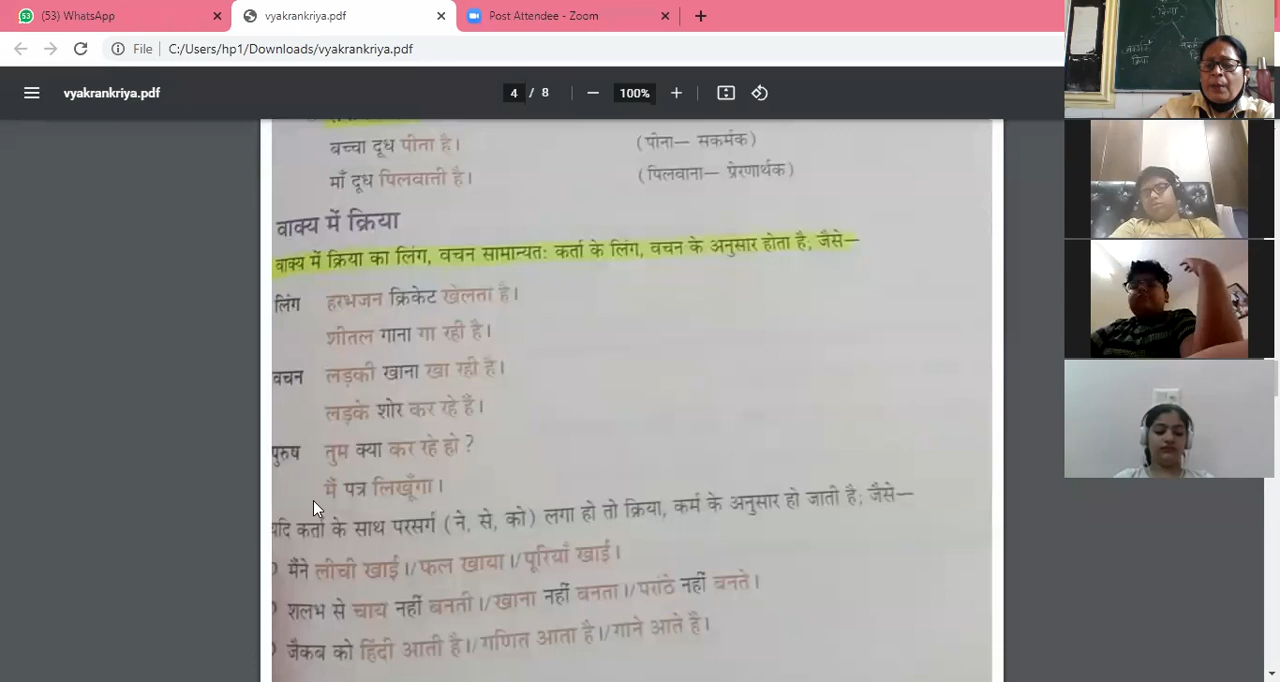 (53) WhatsApp
vyakrankriya.pdf
Post Attendee - Zoom
File C:/Users/hp1/Downloads/vyakrankriya.pdf
vyakrankriya.pdf
4 / 8
100%
बच्चा दूध पीता है। (पीना— सकर्मक)
माँ दूध पिलवाती है। (पिलवाना— प्रेरणार्थक)
वाक्य में क्रिया
वाक्य में क्रिया का लिंग, वचन सामान्यत: कर्ता के लिंग, वचन के अनुसार होता है; जैसे—
लिंग हरभजन क्रिकेट खेलता है।
शीतल गाना गा रही है।
वचन लड़की खाना खा रही है।
लड़के शोर कर रहे हैं।
पुरुष तुम क्या कर रहे हो ?
मैं पत्र लिखूँगा।
यदि कर्ता के साथ परसर्ग (ने, से, को) लगा हो तो क्रिया, कर्म के अनुसार हो जाती है; जैसे—
मैंने लीची खाई।/फल खाया।/पूरियाँ खाईं।
शलभ से चाय नहीं बनती।/खाना नहीं बनता।/परांठे नहीं बनते।
जैकब को हिंदी आती है।/गणित आता है।/गाने आते हैं।
क्रिया